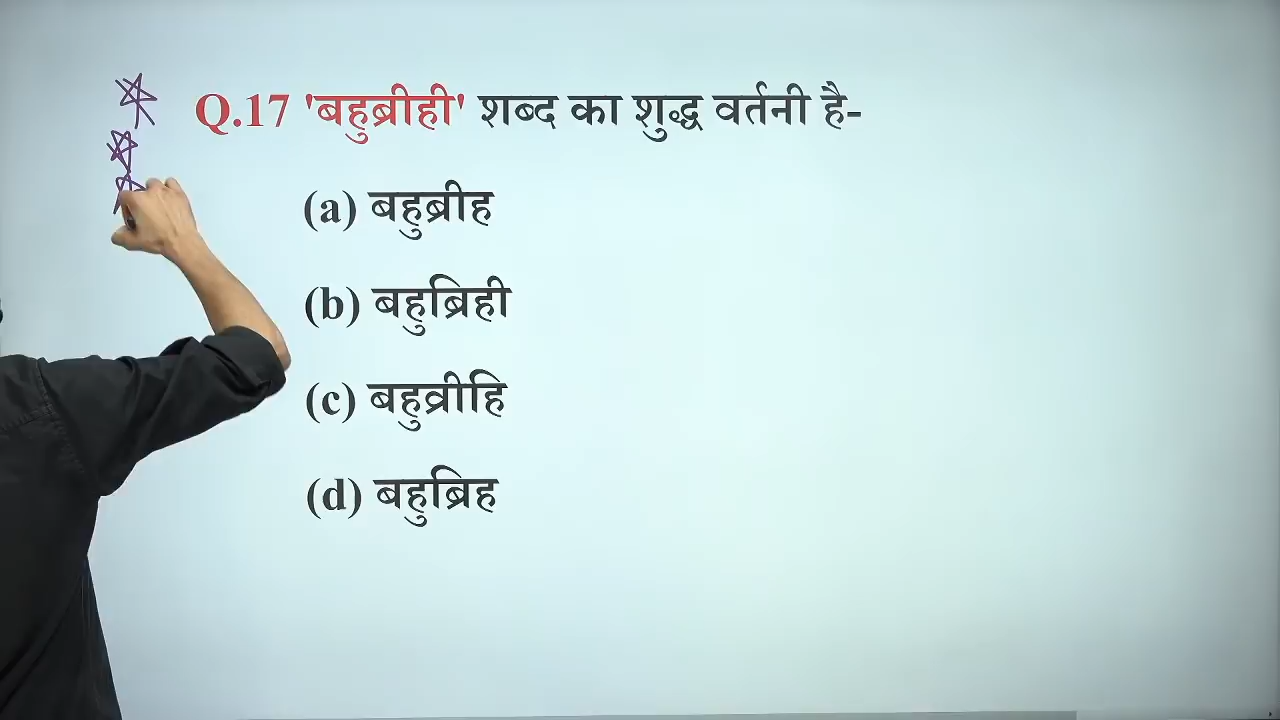 Q.17 'बहुब्रीही' शब्द का शुद्ध वर्तनी है-
(a) बहुब्रीह
(b) बहुब्रिही
(c) बहुव्रीहि
(d) बहुब्रिह